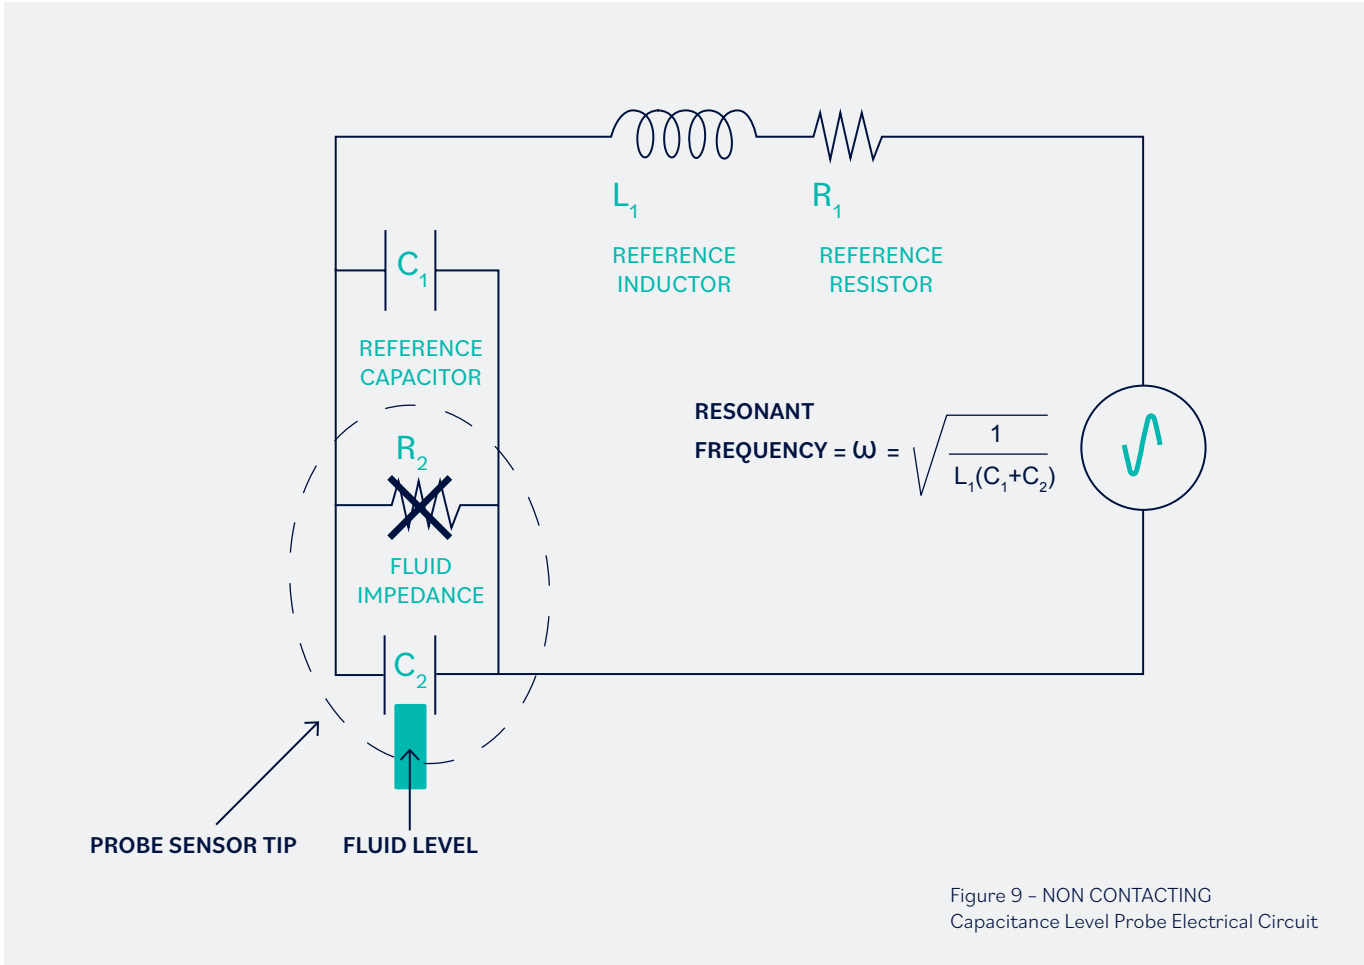 L1
R1
REFERENCE
INDUCTOR
REFERENCE
RESISTOR
C1
REFERENCE
CAPACITOR
R2
FLUID
IMPEDANCE
C2
RESONANT
FREQUENCY = ω = √1/L1(C1+C2)
PROBE SENSOR TIP
FLUID LEVEL
Figure 9 – NON CONTACTING
Capacitance Level Probe Electrical Circuit